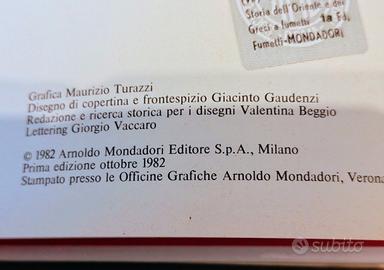 Storia dell'Oriente e dei
Greci a fumetti 1a Ed.
Fumetti-MONDADORI
Grafica Maurizio Turazzi
Disegno di copertina e frontespizio Giacinto Gaudenzi
Redazione e ricerca storica per i disegni Valentina Beggio
Lettering Giorgio Vaccaro
© 1982 Arnoldo Mondadori Editore S.p.A., Milano
Prima edizione ottobre 1982
Stampato presso le Officine Grafiche Arnoldo Mondadori, Verona
subito